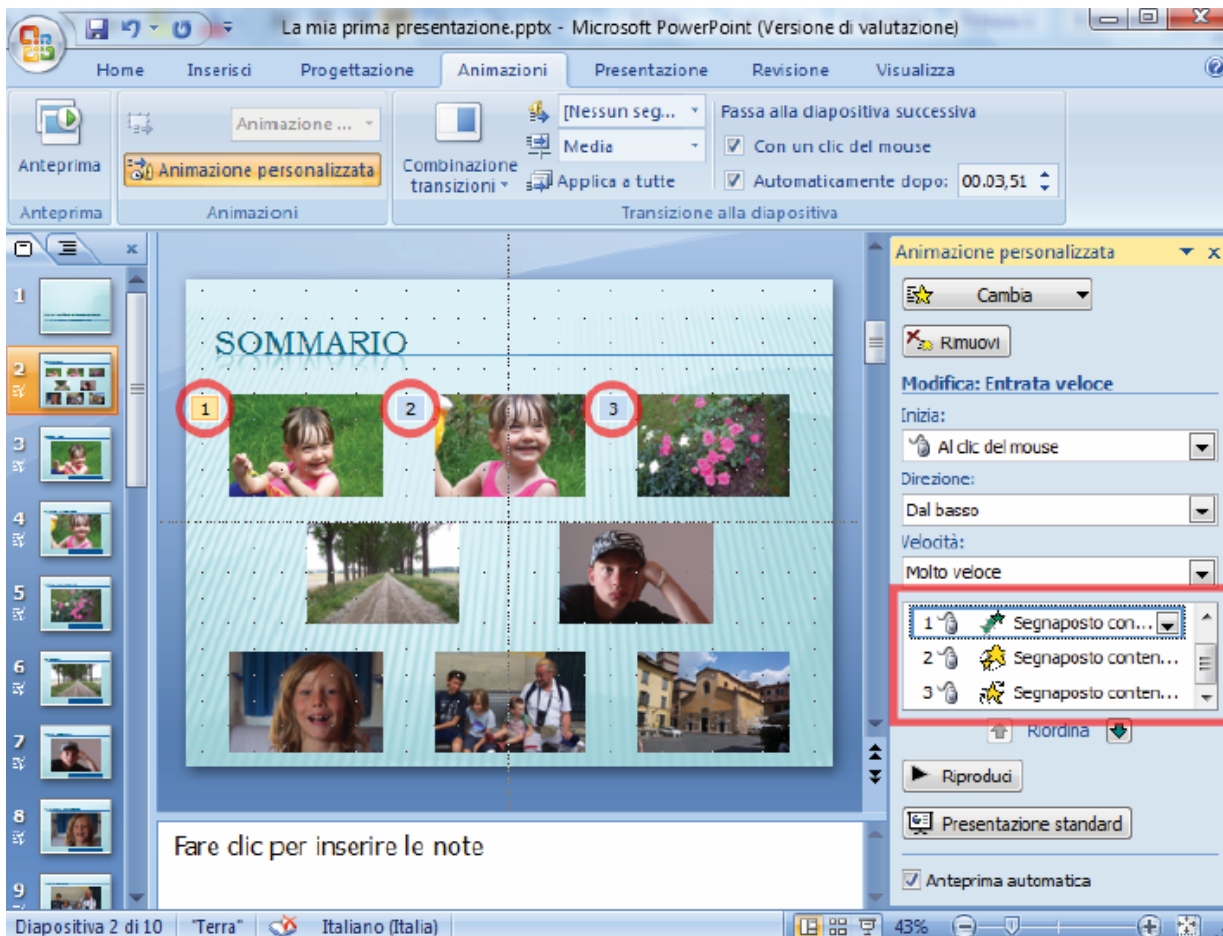 La mia prima presentazione.pptx - Microsoft PowerPoint (Versione di valutazione)
Home Inserisci Progettazione Animazioni Presentazione Revisione Visualizza
Anteprima
Animazione ...
Animazione personalizzata
Combinazione transizioni
[Nessun seg...
Media
Applica a tutte
Passa alla diapositiva successiva
Con un clic del mouse
Automaticamente dopo: 00.03,51
Anteprima Animazioni Transizione alla diapositiva
1
2
3
4
5
6
7
8
9
SOMMARIO
1 2 3
Fare clic per inserire le note
Animazione personalizzata
Cambia
Rimuovi
Modifica: Entrata veloce
Inizia:
Al clic del mouse
Direzione:
Dal basso
Velocità:
Molto veloce
1 Segnaposto con...
2 Segnaposto conten...
3 Segnaposto conten...
Riordina
Riproduci
Presentazione standard
Anteprima automatica
Diapositiva 2 di 10 "Terra" Italiano (Italia) 43%